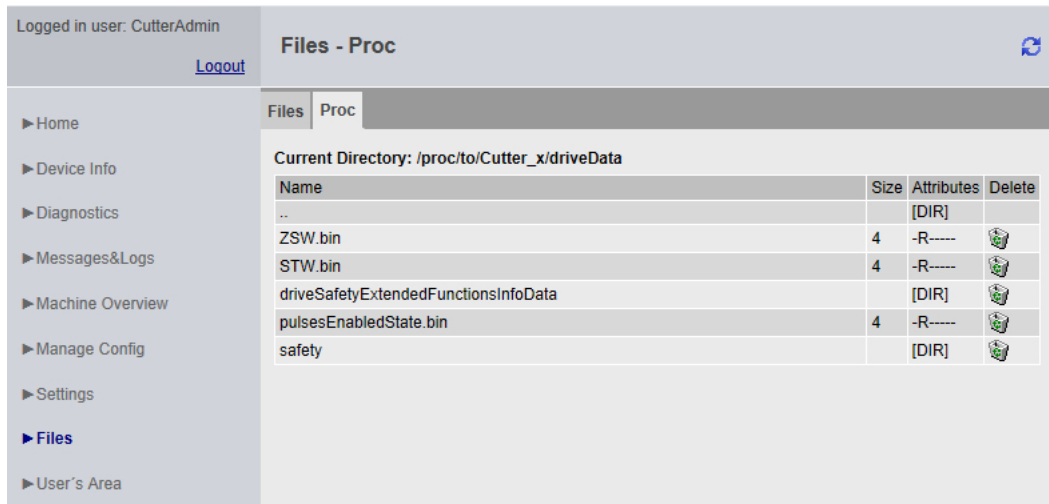 Logged in user: CutterAdmin
Logout
Files - Proc
►Home
►Device Info
►Diagnostics
►Messages&Logs
►Machine Overview
►Manage Config
►Settings
►Files
►User´s Area
Files Proc
Current Directory: /proc/to/Cutter_x/driveData
Name Size Attributes Delete
.. [DIR]
ZSW.bin 4 -R-----
STW.bin 4 -R-----
driveSafetyExtendedFunctionsInfoData [DIR]
pulsesEnabledState.bin 4 -R-----
safety [DIR]